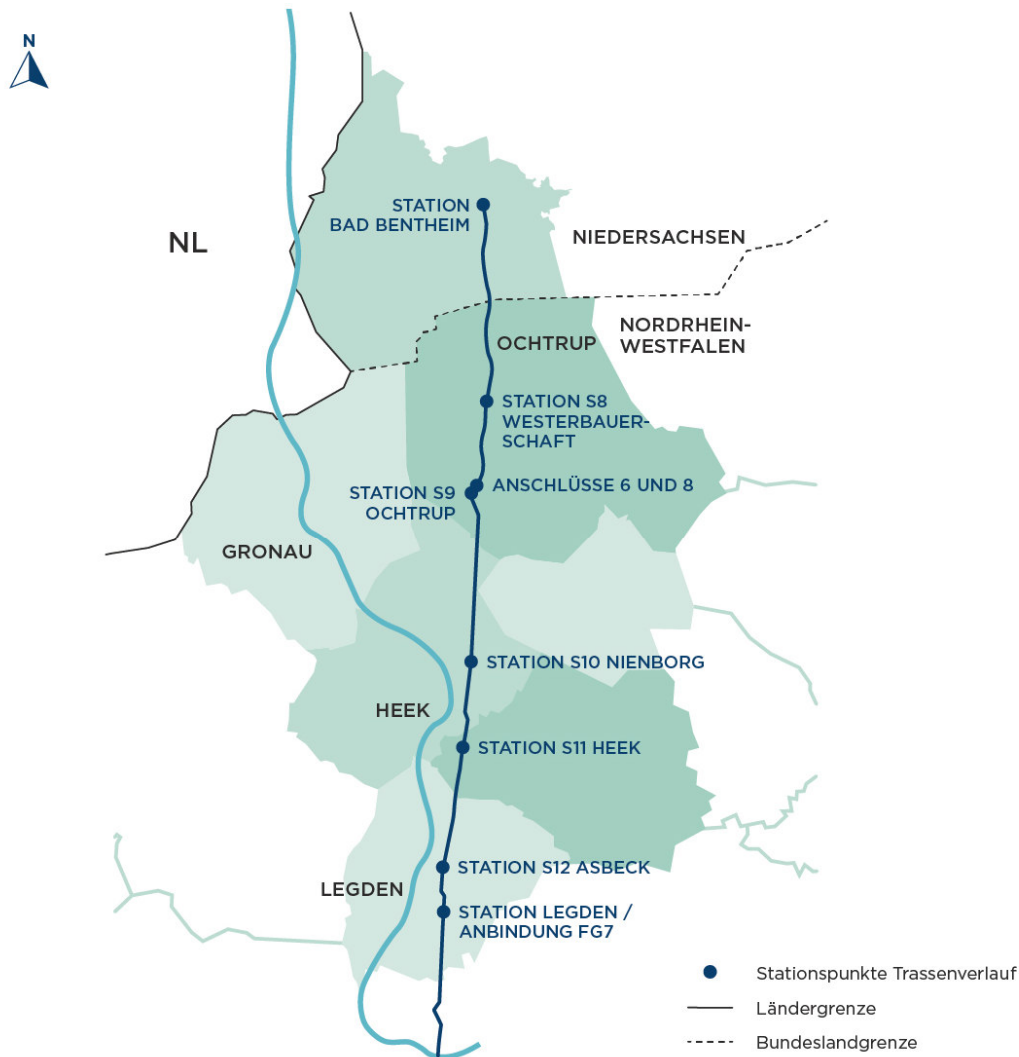 N
STATION
BAD BENTHEIM
NL
NIEDERSACHSEN
NORDRHEIN-
WESTFALEN
OCHTRUP
STATION S8
WESTERBAUER-
SCHAFT
ANSCHLÜSSE 6 UND 8
STATION S9
OCHTRUP
GRONAU
STATION S10 NIENBORG
HEEK
STATION S11 HEEK
STATION S12 ASBECK
LEGDEN
STATION LEGDEN /
ANBINDUNG FG7
Stationspunkte Trassenverlauf
Ländergrenze
Bundeslandgrenze